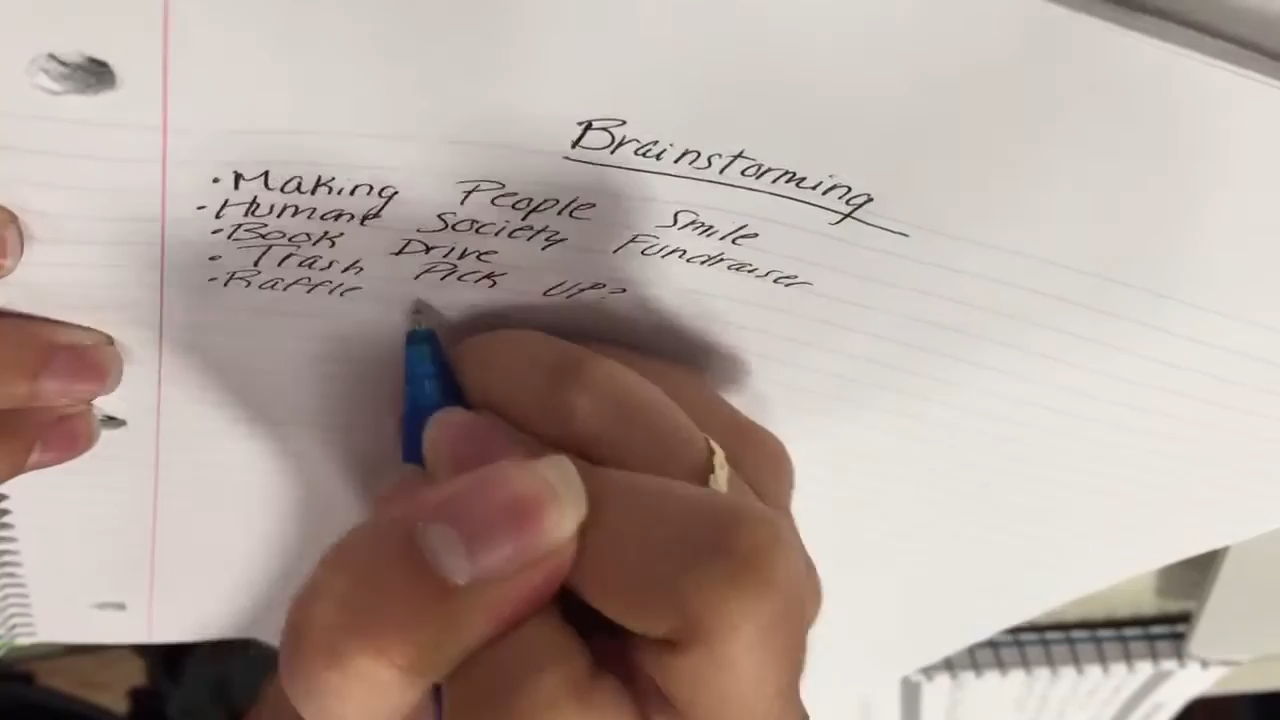 Brainstorming
• Making People Smile
• Humane Society Fundraiser
• Book Drive
• Trash Pick UP?
• Raffle